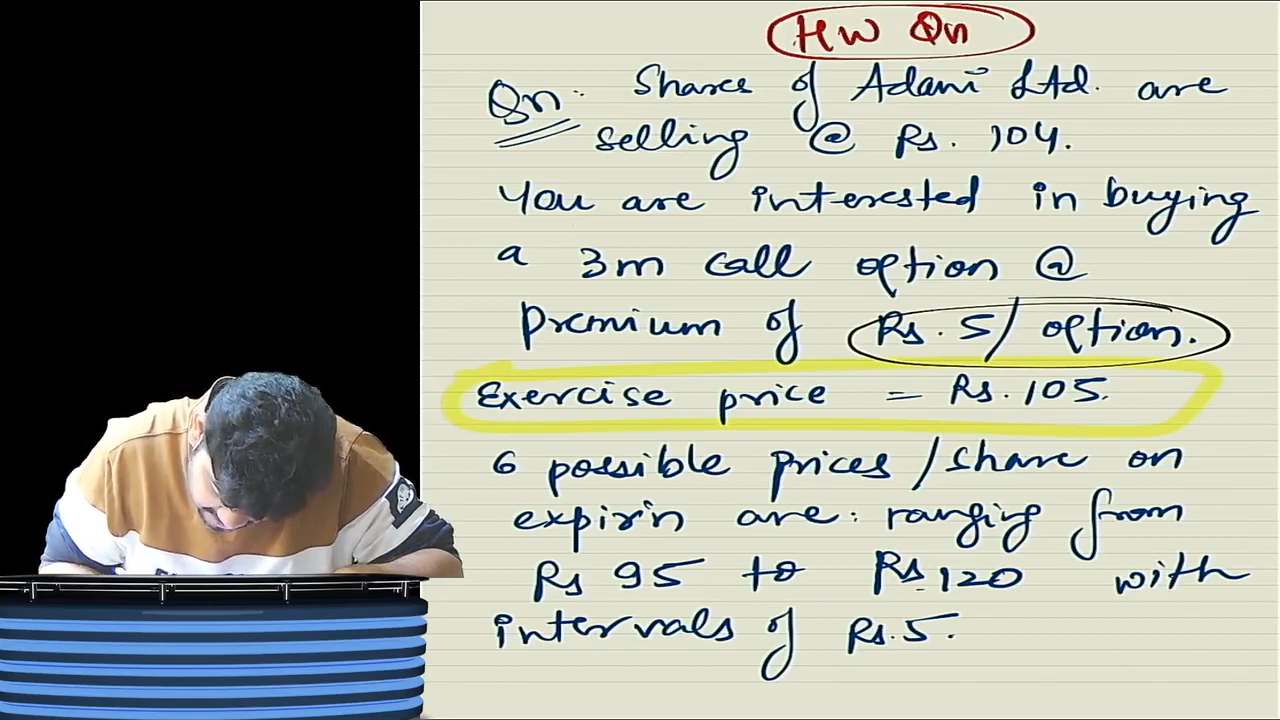 HW Qn
Qn: Shares of Adani Ltd. are
selling @ Rs. 104.
You are interested in buying
a 3m call option @
premium of Rs. 5/ option.
Exercise price = Rs. 105.
6 possible prices / share on
expirin are: ranging from
Rs 95 to Rs. 120 with
intervals of Rs. 5.